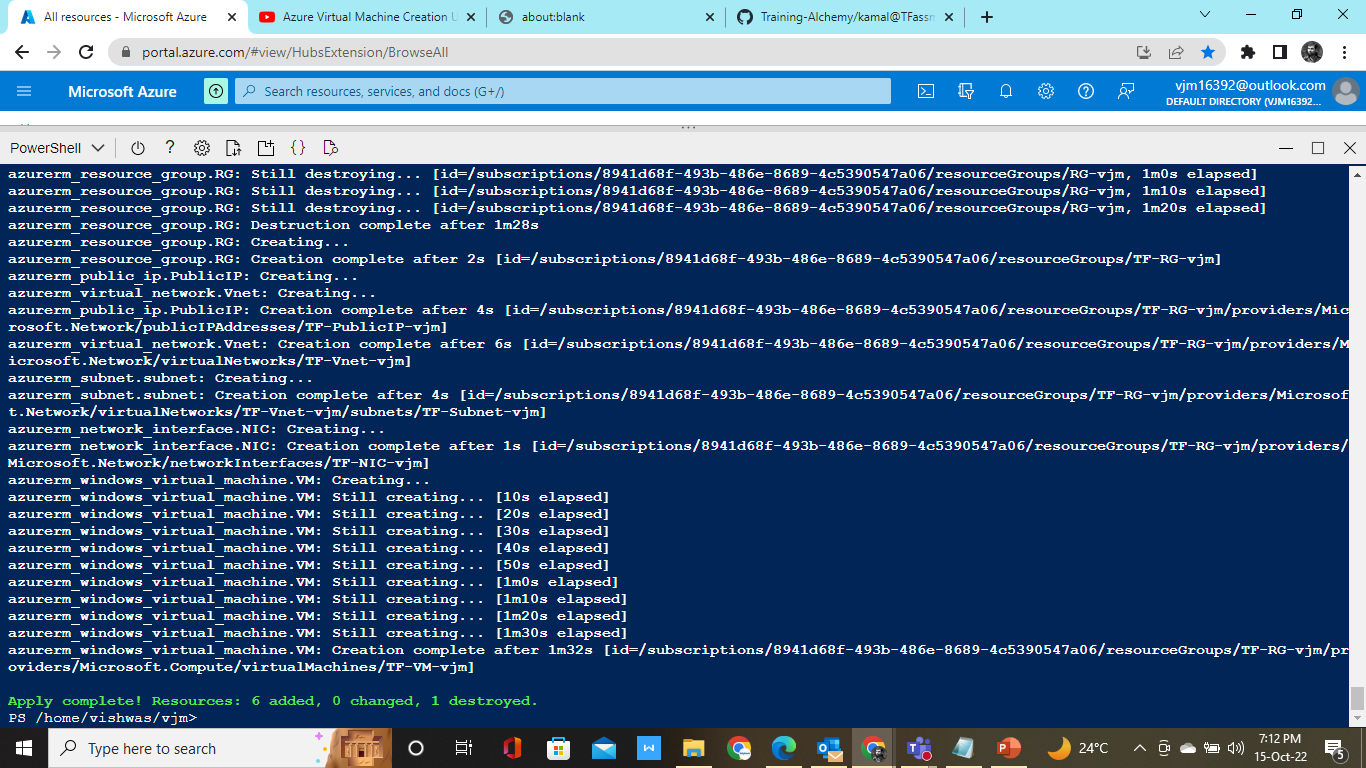 All resources - Microsoft Azure
Azure Virtual Machine Creation U
about:blank
Training-Alchemy/kamal@TFassn
portal.azure.com/#view/HubsExtension/BrowseAll
Microsoft Azure
Search resources, services, and docs (G+/)
vjm16392@outlook.com
DEFAULT DIRECTORY (VJM16392...
PowerShell
azurerm_resource_group.RG: Still destroying... [id=/subscriptions/8941d68f-493b-486e-8689-4c5390547a06/resourceGroups/RG-vjm, 1m0s elapsed]
azurerm_resource_group.RG: Still destroying... [id=/subscriptions/8941d68f-493b-486e-8689-4c5390547a06/resourceGroups/RG-vjm, 1m10s elapsed]
azurerm_resource_group.RG: Still destroying... [id=/subscriptions/8941d68f-493b-486e-8689-4c5390547a06/resourceGroups/RG-vjm, 1m20s elapsed]
azurerm_resource_group.RG: Destruction complete after 1m28s
azurerm_resource_group.RG: Creating...
azurerm_resource_group.RG: Creation complete after 2s [id=/subscriptions/8941d68f-493b-486e-8689-4c5390547a06/resourceGroups/TF-RG-vjm]
azurerm_public_ip.PublicIP: Creating...
azurerm_virtual_network.Vnet: Creating...
azurerm_public_ip.PublicIP: Creation complete after 4s [id=/subscriptions/8941d68f-493b-486e-8689-4c5390547a06/resourceGroups/TF-RG-vjm/providers/Mic
rosoft.Network/publicIPAddresses/TF-PublicIP-vjm]
azurerm_virtual_network.Vnet: Creation complete after 6s [id=/subscriptions/8941d68f-493b-486e-8689-4c5390547a06/resourceGroups/TF-RG-vjm/providers/M
icrosoft.Network/virtualNetworks/TF-Vnet-vjm]
azurerm_subnet.subnet: Creating...
azurerm_subnet.subnet: Creation complete after 4s [id=/subscriptions/8941d68f-493b-486e-8689-4c5390547a06/resourceGroups/TF-RG-vjm/providers/Microsof
t.Network/virtualNetworks/TF-Vnet-vjm/subnets/TF-Subnet-vjm]
azurerm_network_interface.NIC: Creating...
azurerm_network_interface.NIC: Creation complete after 1s [id=/subscriptions/8941d68f-493b-486e-8689-4c5390547a06/resourceGroups/TF-RG-vjm/providers/
Microsoft.Network/networkInterfaces/TF-NIC-vjm]
azurerm_windows_virtual_machine.VM: Creating...
azurerm_windows_virtual_machine.VM: Still creating... [10s elapsed]
azurerm_windows_virtual_machine.VM: Still creating... [20s elapsed]
azurerm_windows_virtual_machine.VM: Still creating... [30s elapsed]
azurerm_windows_virtual_machine.VM: Still creating... [40s elapsed]
azurerm_windows_virtual_machine.VM: Still creating... [50s elapsed]
azurerm_windows_virtual_machine.VM: Still creating... [1m0s elapsed]
azurerm_windows_virtual_machine.VM: Still creating... [1m10s elapsed]
azurerm_windows_virtual_machine.VM: Still creating... [1m20s elapsed]
azurerm_windows_virtual_machine.VM: Still creating... [1m30s elapsed]
azurerm_windows_virtual_machine.VM: Creation complete after 1m32s [id=/subscriptions/8941d68f-493b-486e-8689-4c5390547a06/resourceGroups/TF-RG-vjm/pr
oviders/Microsoft.Compute/virtualMachines/TF-VM-vjm]
Apply complete! Resources: 6 added, 0 changed, 1 destroyed.
PS /home/vishwas/vjm>
Type here to search
24°C
7:12 PM
15-Oct-22
5